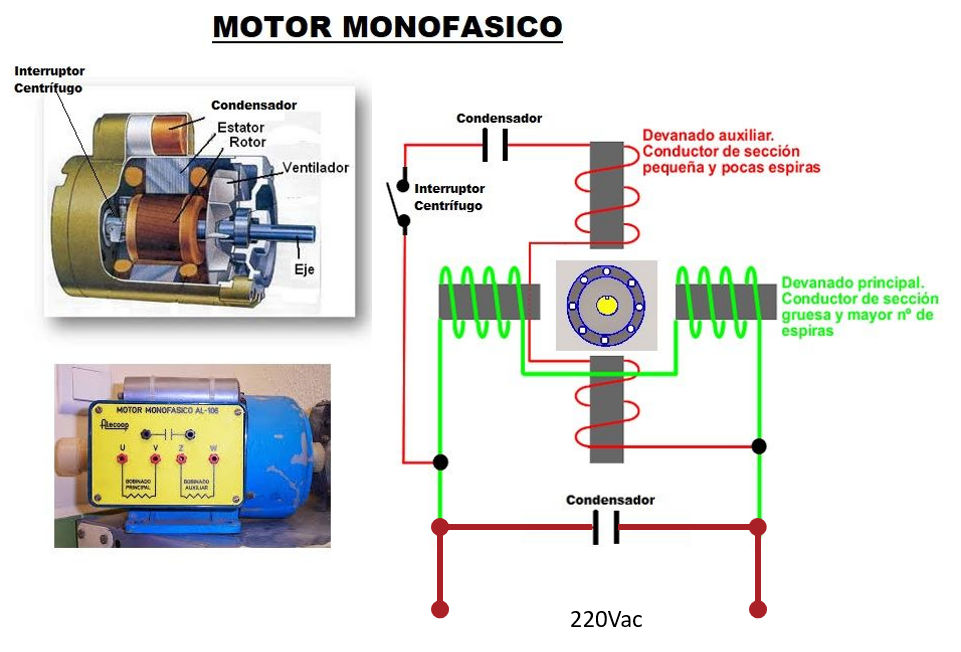 MOTOR MONOFASICO
Interruptor
Centrífugo
Condensador
Estator
Rotor
Ventilador
Eje
Condensador
Devanado auxiliar.
Conductor de sección
pequeña y pocas espiras
Interruptor
Centrífugo
Devanado principal.
Conductor de sección
gruesa y mayor nº de
espiras
MOTOR MONOFASICO AL-106
Alecoop
U V Z W
BOBINADO
PRINCIPAL
BOBINADO
AUXILIAR
Condensador
220Vac